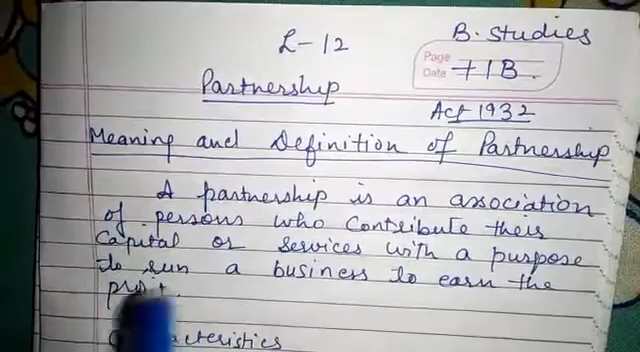 L-12
B. Studies
Page
Date +1B.
Partnership
Act 1932
Meaning and Definition of Partnership
A partnership is an association
of persons who contribute their
Capital or services with a purpose
to run a business to earn the